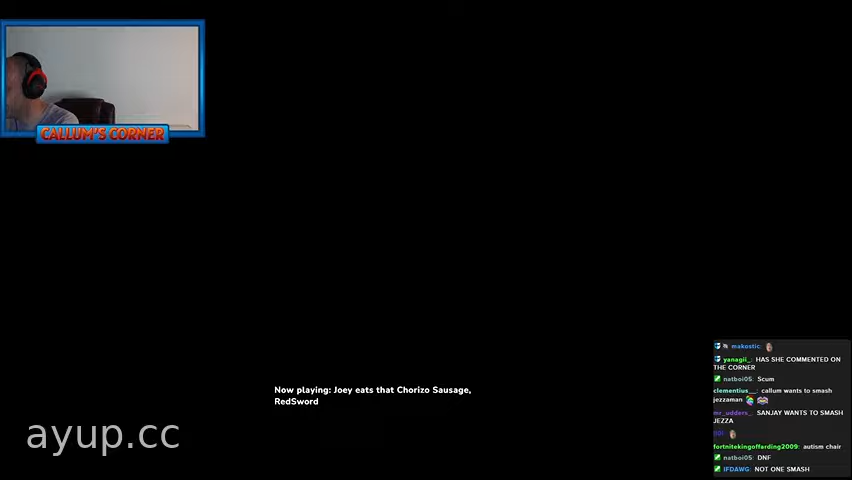 CALLUM'S CORNER
makostic:
yanagii_: HAS SHE COMMENTED ON
THE CORNER
natboi05: Scum
clementius__: callum wants to smash
jezzaman
mr_udders_: SANJAY WANTS TO SMASH
JEZZA
fortnitekingoffarding2009: autism chair
natboi05: DNF
IFDAWG: NOT ONE SMASH
Now playing: Joey eats that Chorizo Sausage,
RedSword
ayup.cc